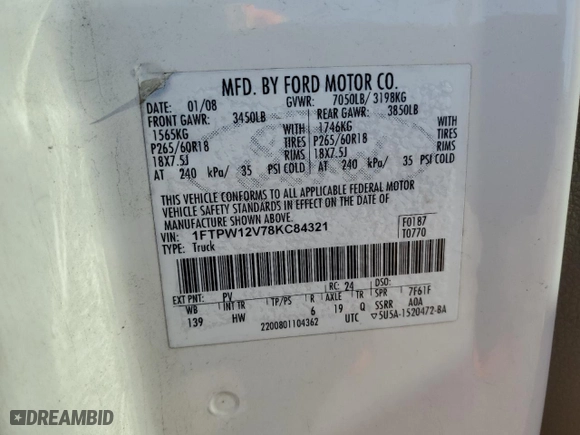 MFD. BY FORD MOTOR CO.
DATE: 01/08 GVWR: 7050LB/ 3198KG
FRONT GAWR: 3450LB REAR GAWR: 3850LB
1565KG WITH 1746KG WITH
P265/60R18 TIRES P265/60R18 TIRES
18X7.5J RIMS 18X7.5J RIMS
AT 240 kPa/ 35 PSI COLD AT 240 kPa/ 35 PSI COLD
THIS VEHICLE CONFORMS TO ALL APPLICABLE FEDERAL MOTOR
VEHICLE SAFETY STANDARDS IN EFFECT ON THE DATE OF
MANUFACTURE SHOWN ABOVE.
VIN: 1FTPW12V78KC84321 F0187
TYPE: Truck T0770
EXT PNT: PV RC: 24 DSO:
WB INT TR TP/PS R AXLE TR SPR 7F61F
139 HW 6 19 Q SSRR AOA
2200801104362 UTC ▽5U5A-1520472-BA
DREAMBID